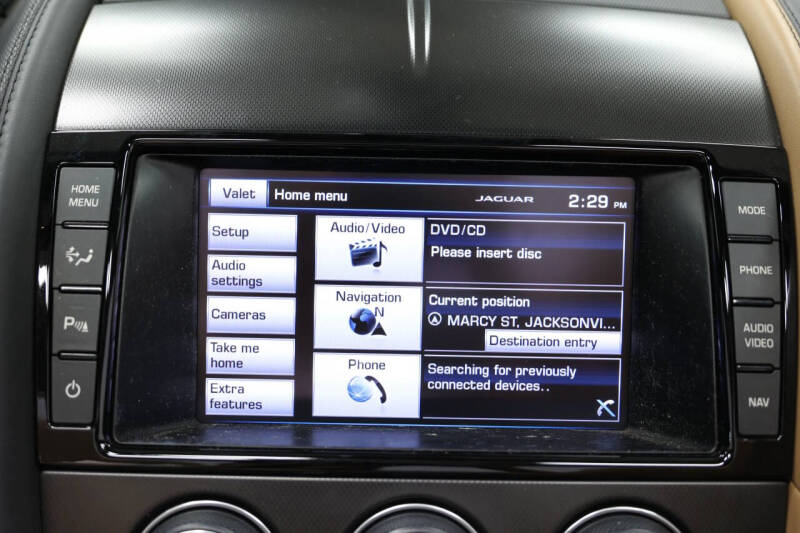 HOME
MENU
P
MODE
PHONE
AUDIO
VIDEO
NAV
Valet
Home menu
JAGUAR
2:29 PM
Setup
Audio
settings
Cameras
Take me
home
Extra
features
Audio/Video
DVD/CD
Please insert disc
Navigation
N
Current position
MARCY ST, JACKSONVI...
Destination entry
Phone
Searching for previously
connected devices..